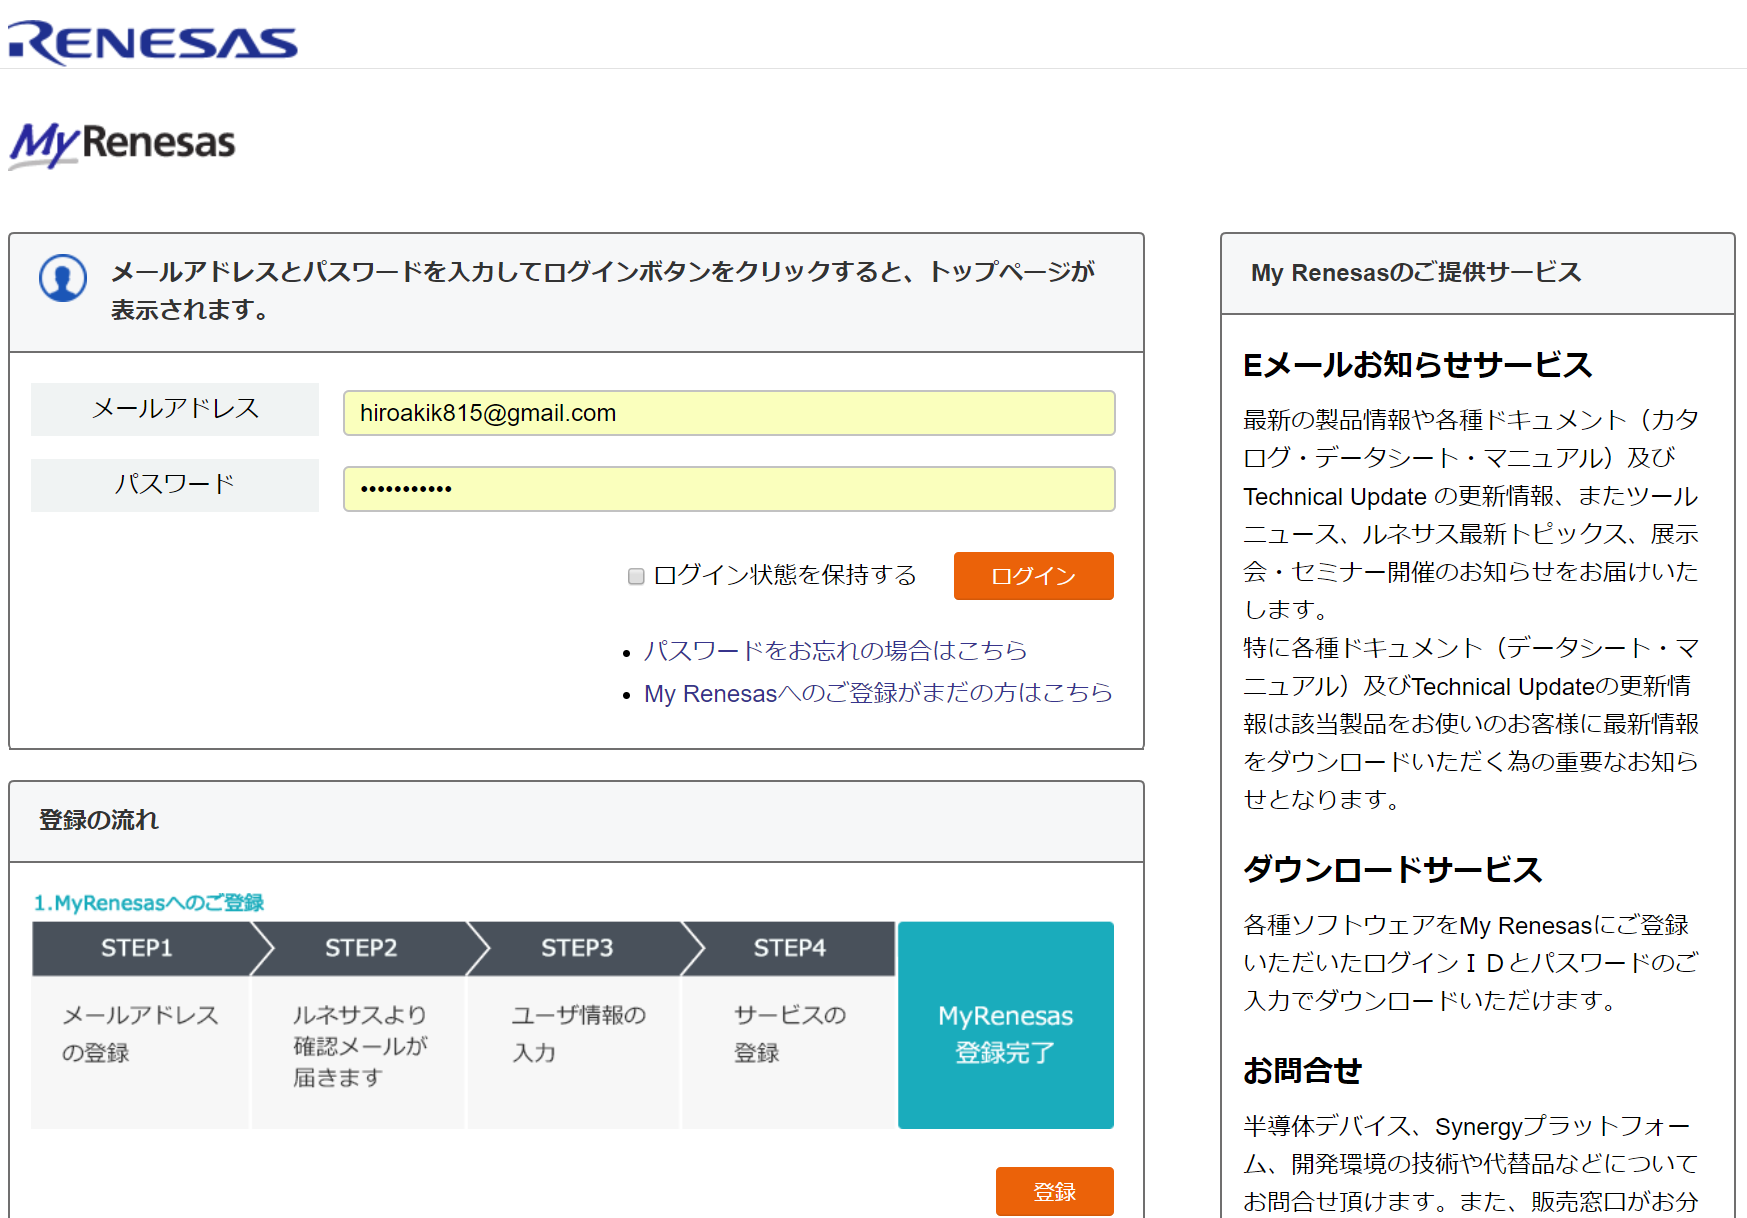 RENESAS
My Renesas
メールアドレスとパスワードを入力してログインボタンをクリックすると、トップページが
表示されます。
メールアドレス
hiroakik815@gmail.com
パスワード
•••••••••••
ログイン状態を保持する
ログイン
• パスワードをお忘れの場合はこちら
• My Renesasへのご登録がまだの方はこちら
登録の流れ
1.MyRenesasへのご登録
STEP1
STEP2
STEP3
STEP4
メールアドレス
の登録
ルネサスより
確認メールが
届きます
ユーザ情報の
入力
サービスの
登録
MyRenesas
登録完了
登録
My Renesasのご提供サービス
Eメールお知らせサービス
最新の製品情報や各種ドキュメント（カタ
ログ・データシート・マニュアル）及び
Technical Update の更新情報、またツール
ニュース、ルネサス最新トピックス、展示
会・セミナー開催のお知らせをお届けいた
します。
特に各種ドキュメント（データシート・マ
ニュアル）及びTechnical Updateの更新情
報は該当製品をお使いのお客様に最新情報
をダウンロードいただく為の重要なお知ら
せとなります。
ダウンロードサービス
各種ソフトウェアをMy Renesasにご登録
いただいたログインＩＤとパスワードのご
入力でダウンロードいただけます。
お問合せ
半導体デバイス、Synergyプラットフォー
ム、開発環境の技術や代替品などについて
お問合せ頂けます。また、販売窓口がお分